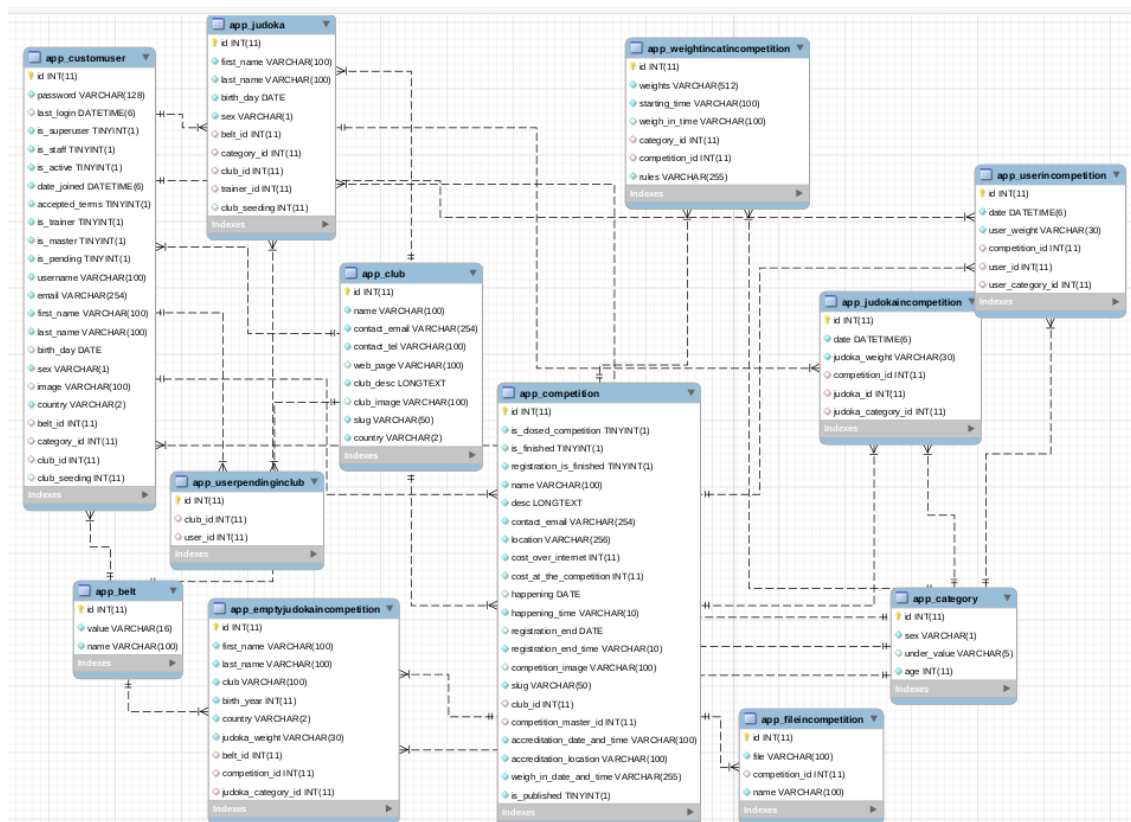 app_judoka
id INT(11)
first_name VARCHAR(100)
last_name VARCHAR(100)
birth_day DATE
sex VARCHAR(1)
belt_id INT(11)
category_id INT(11)
club_id INT(11)
trainer_id INT(11)
club_seeding INT(11)
Indexes
app_customuser
id INT(11)
password VARCHAR(128)
last_login DATETIME(6)
is_superuser TINYINT(1)
is_staff TINYINT(1)
is_active TINYINT(1)
date_joined DATETIME(6)
accepted_terms TINYINT(1)
is_trainer TINYINT(1)
is_master TINYINT(1)
is_pending TINYINT(1)
username VARCHAR(100)
email VARCHAR(254)
first_name VARCHAR(100)
last_name VARCHAR(100)
birth_day DATE
sex VARCHAR(1)
image VARCHAR(100)
country VARCHAR(2)
belt_id INT(11)
category_id INT(11)
club_id INT(11)
club_seeding INT(11)
Indexes
app_weightincatincompetition
id INT(11)
weights VARCHAR(512)
starting_time VARCHAR(100)
weigh_in_time VARCHAR(100)
category_id INT(11)
competition_id INT(11)
rules VARCHAR(255)
Indexes
app_userincompetition
id INT(11)
date DATETIME(6)
user_weight VARCHAR(30)
competition_id INT(11)
user_id INT(11)
user_category_id INT(11)
Indexes
app_club
id INT(11)
name VARCHAR(100)
contact_email VARCHAR(254)
contact_tel VARCHAR(100)
web_page VARCHAR(100)
club_desc LONGTEXT
club_image VARCHAR(100)
slug VARCHAR(50)
country VARCHAR(2)
Indexes
app_judokaincompetition
id INT(11)
date DATETIME(6)
judoka_weight VARCHAR(30)
competition_id INT(11)
judoka_id INT(11)
judoka_category_id INT(11)
Indexes
app_competition
id INT(11)
is_closed_competition TINYINT(1)
is_finished TINYINT(1)
registration_is_finished TINYINT(1)
name VARCHAR(100)
desc LONGTEXT
contact_email VARCHAR(254)
location VARCHAR(256)
cost_over_internet INT(11)
cost_at_the_competition INT(11)
happening DATE
happening_time VARCHAR(10)
registration_end DATE
registration_end_time VARCHAR(10)
competition_image VARCHAR(100)
slug VARCHAR(50)
club_id INT(11)
competition_master_id INT(11)
accreditation_date_and_time VARCHAR(100)
accreditation_location VARCHAR(100)
weigh_in_date_and_time VARCHAR(255)
is_published TINYINT(1)
Indexes
app_userpendinginclub
id INT(11)
club_id INT(11)
user_id INT(11)
Indexes
app_belt
id INT(11)
value VARCHAR(16)
name VARCHAR(100)
Indexes
app_emptyjudokaincompetition
id INT(11)
first_name VARCHAR(100)
last_name VARCHAR(100)
club VARCHAR(100)
birth_year INT(11)
country VARCHAR(2)
judoka_weight VARCHAR(30)
belt_id INT(11)
competition_id INT(11)
judoka_category_id INT(11)
Indexes
app_category
id INT(11)
sex VARCHAR(1)
under_value VARCHAR(5)
age INT(11)
Indexes
app_fileincompetition
id INT(11)
file VARCHAR(100)
competition_id INT(11)
name VARCHAR(100)
Indexes